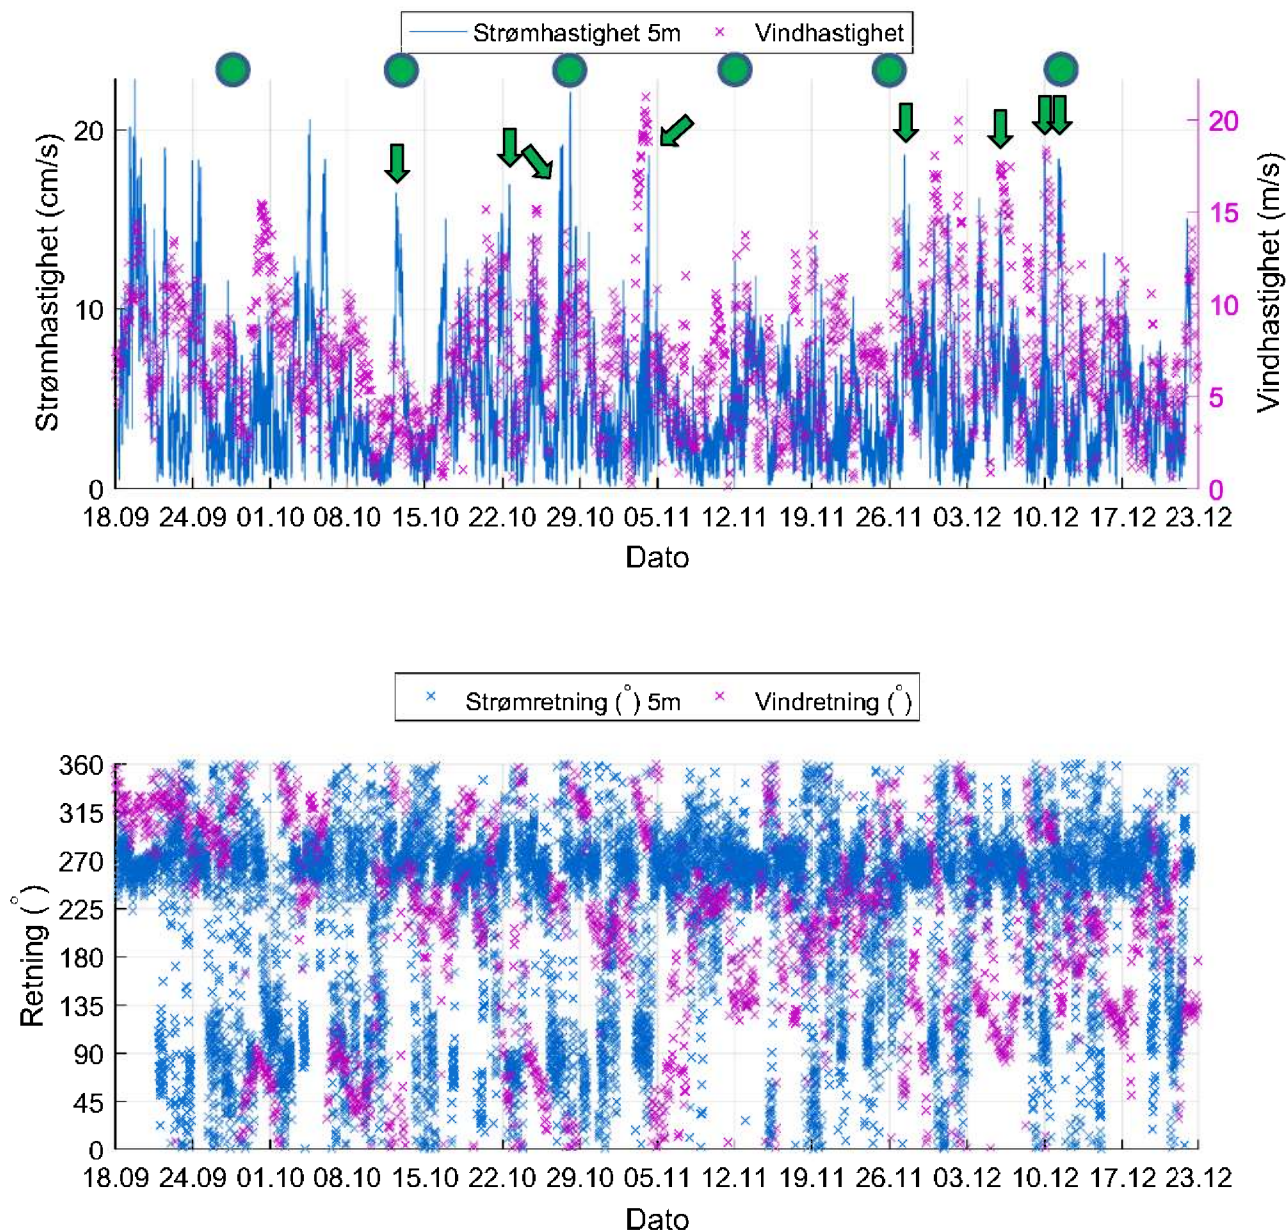 Strømhastighet 5m Vindhastighet
Strømhastighet (cm/s)
20
10
0
Vindhastighet (m/s)
20
15
10
5
0
18.09 24.09 01.10 08.10 15.10 22.10 29.10 05.11 12.11 19.11 26.11 03.12 10.12 17.12 23.12
Dato
Strømretning (°) 5m Vindretning (°)
Retning (°)
360
315
270
225
180
135
90
45
0
18.09 24.09 01.10 08.10 15.10 22.10 29.10 05.11 12.11 19.11 26.11 03.12 10.12 17.12 23.12
Dato